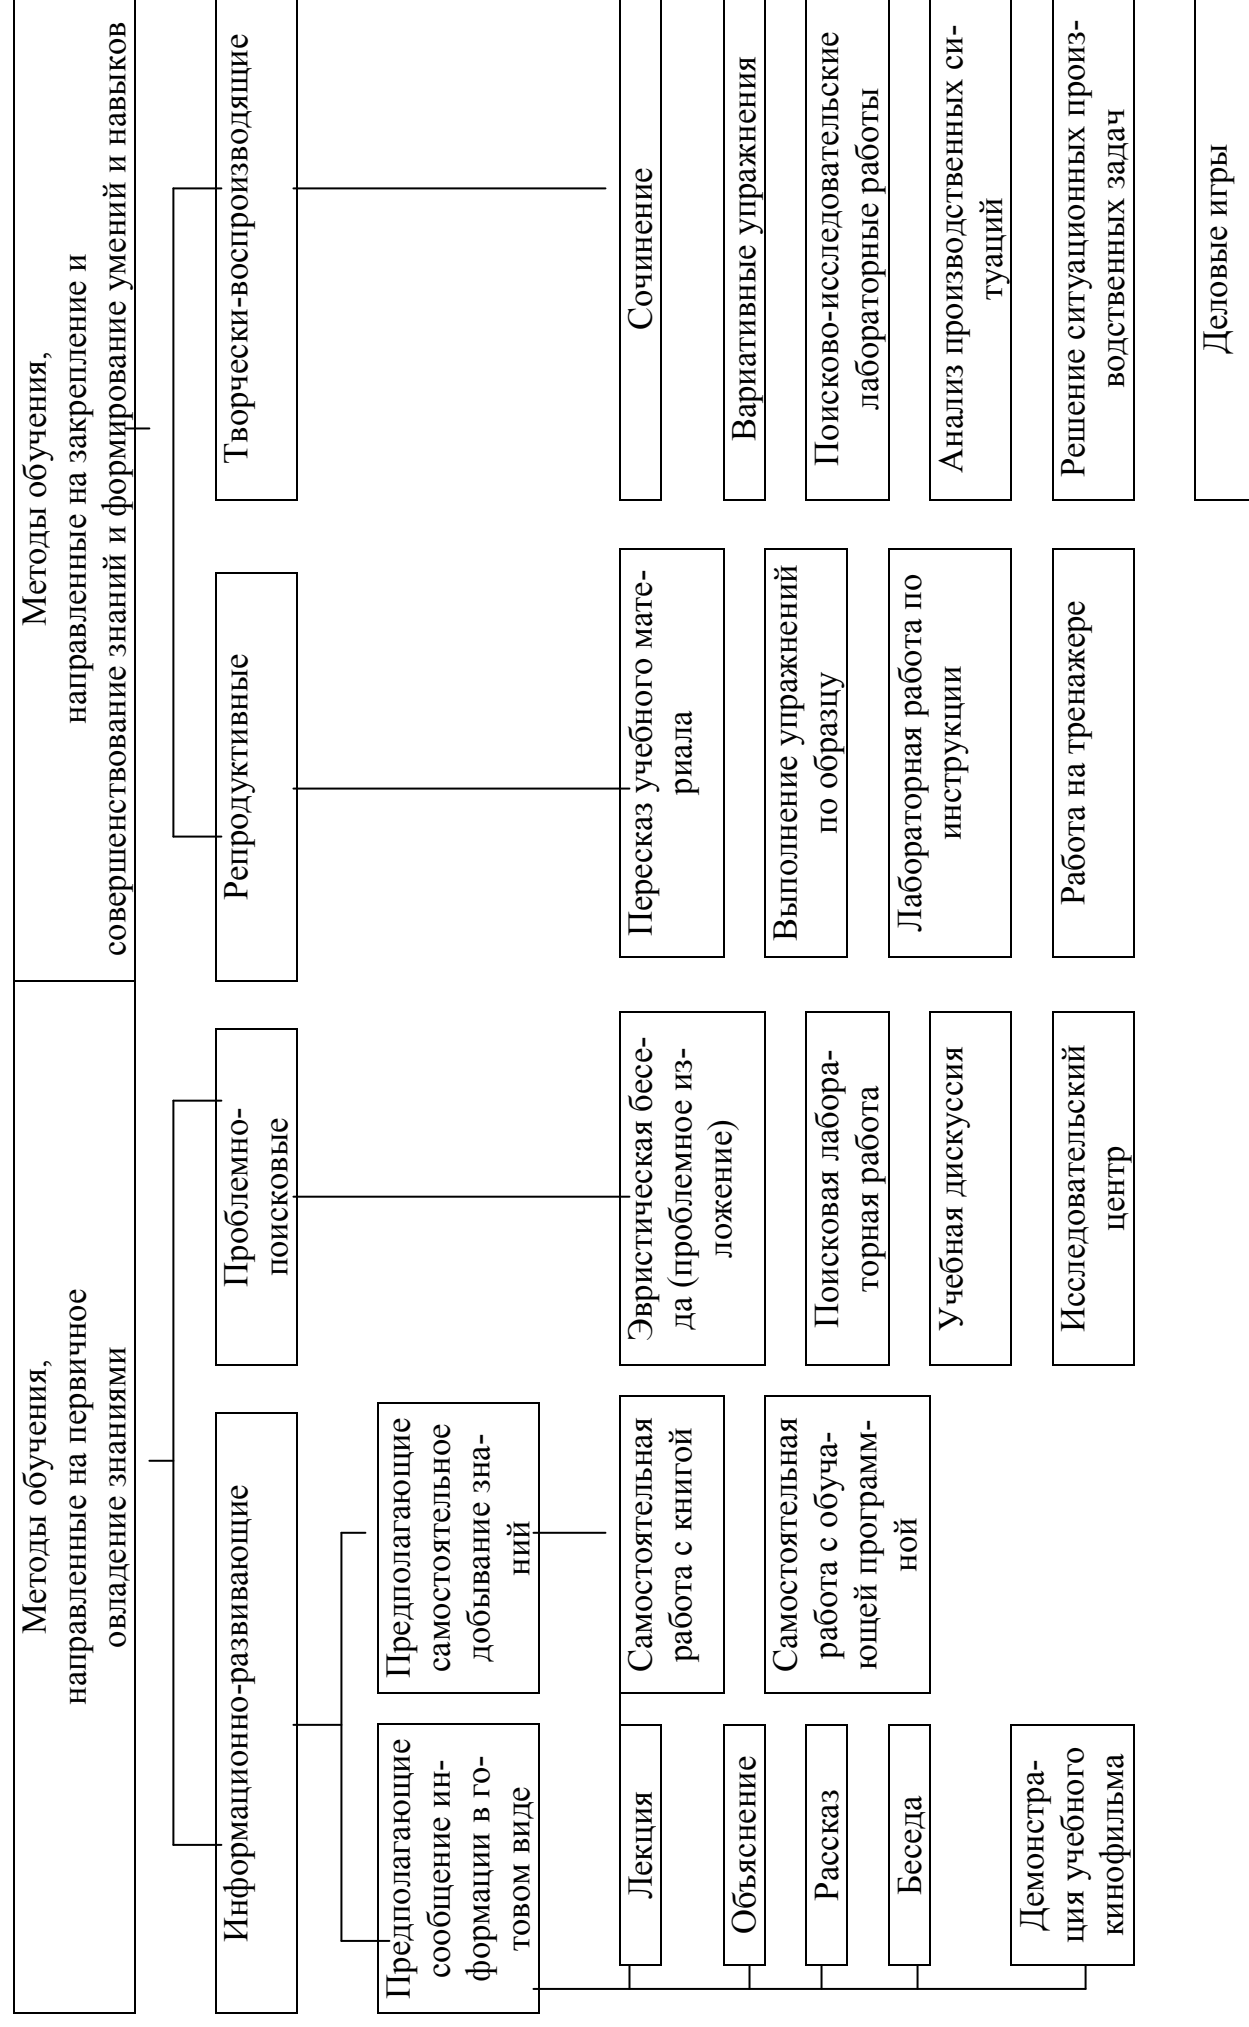 Методы обучения,
направленные на первичное
овладение знаниями
Методы обучения,
направленные на закрепление и
совершенствование знаний и формирование умений и навыков
Информационно-развивающие
Проблемно-
поисковые
Репродуктивные
Творчески-воспроизводящие
Предполагающие
сообщение ин-
формации в го-
товом виде
Предполагающие
самостоятельное
добывание зна-
ний
Лекция
Объяснение
Рассказ
Беседа
Демонстра-
ция учебного
кинофильма
Самостоятельная
работа с книгой
Самостоятельная
работа с обуча-
ющей программ-
ной
Эвристическая бесе-
да (проблемное из-
ложение)
Поисковая лабора-
торная работа
Учебная дискуссия
Исследовательский
центр
Пересказ учебного мате-
риала
Выполнение упражнений
по образцу
Лабораторная работа по
инструкции
Работа на тренажере
Сочинение
Вариативные упражнения
Поисково-исследовательские
лабораторные работы
Анализ производственных си-
туаций
Решение ситуационных произ-
водственных задач
Деловые игры